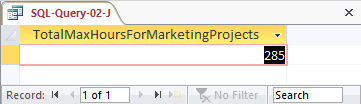 SQL-Query-02-J
TotalMaxHoursForMarketingProjects
285
Record: 1 of 1 No Filter Search